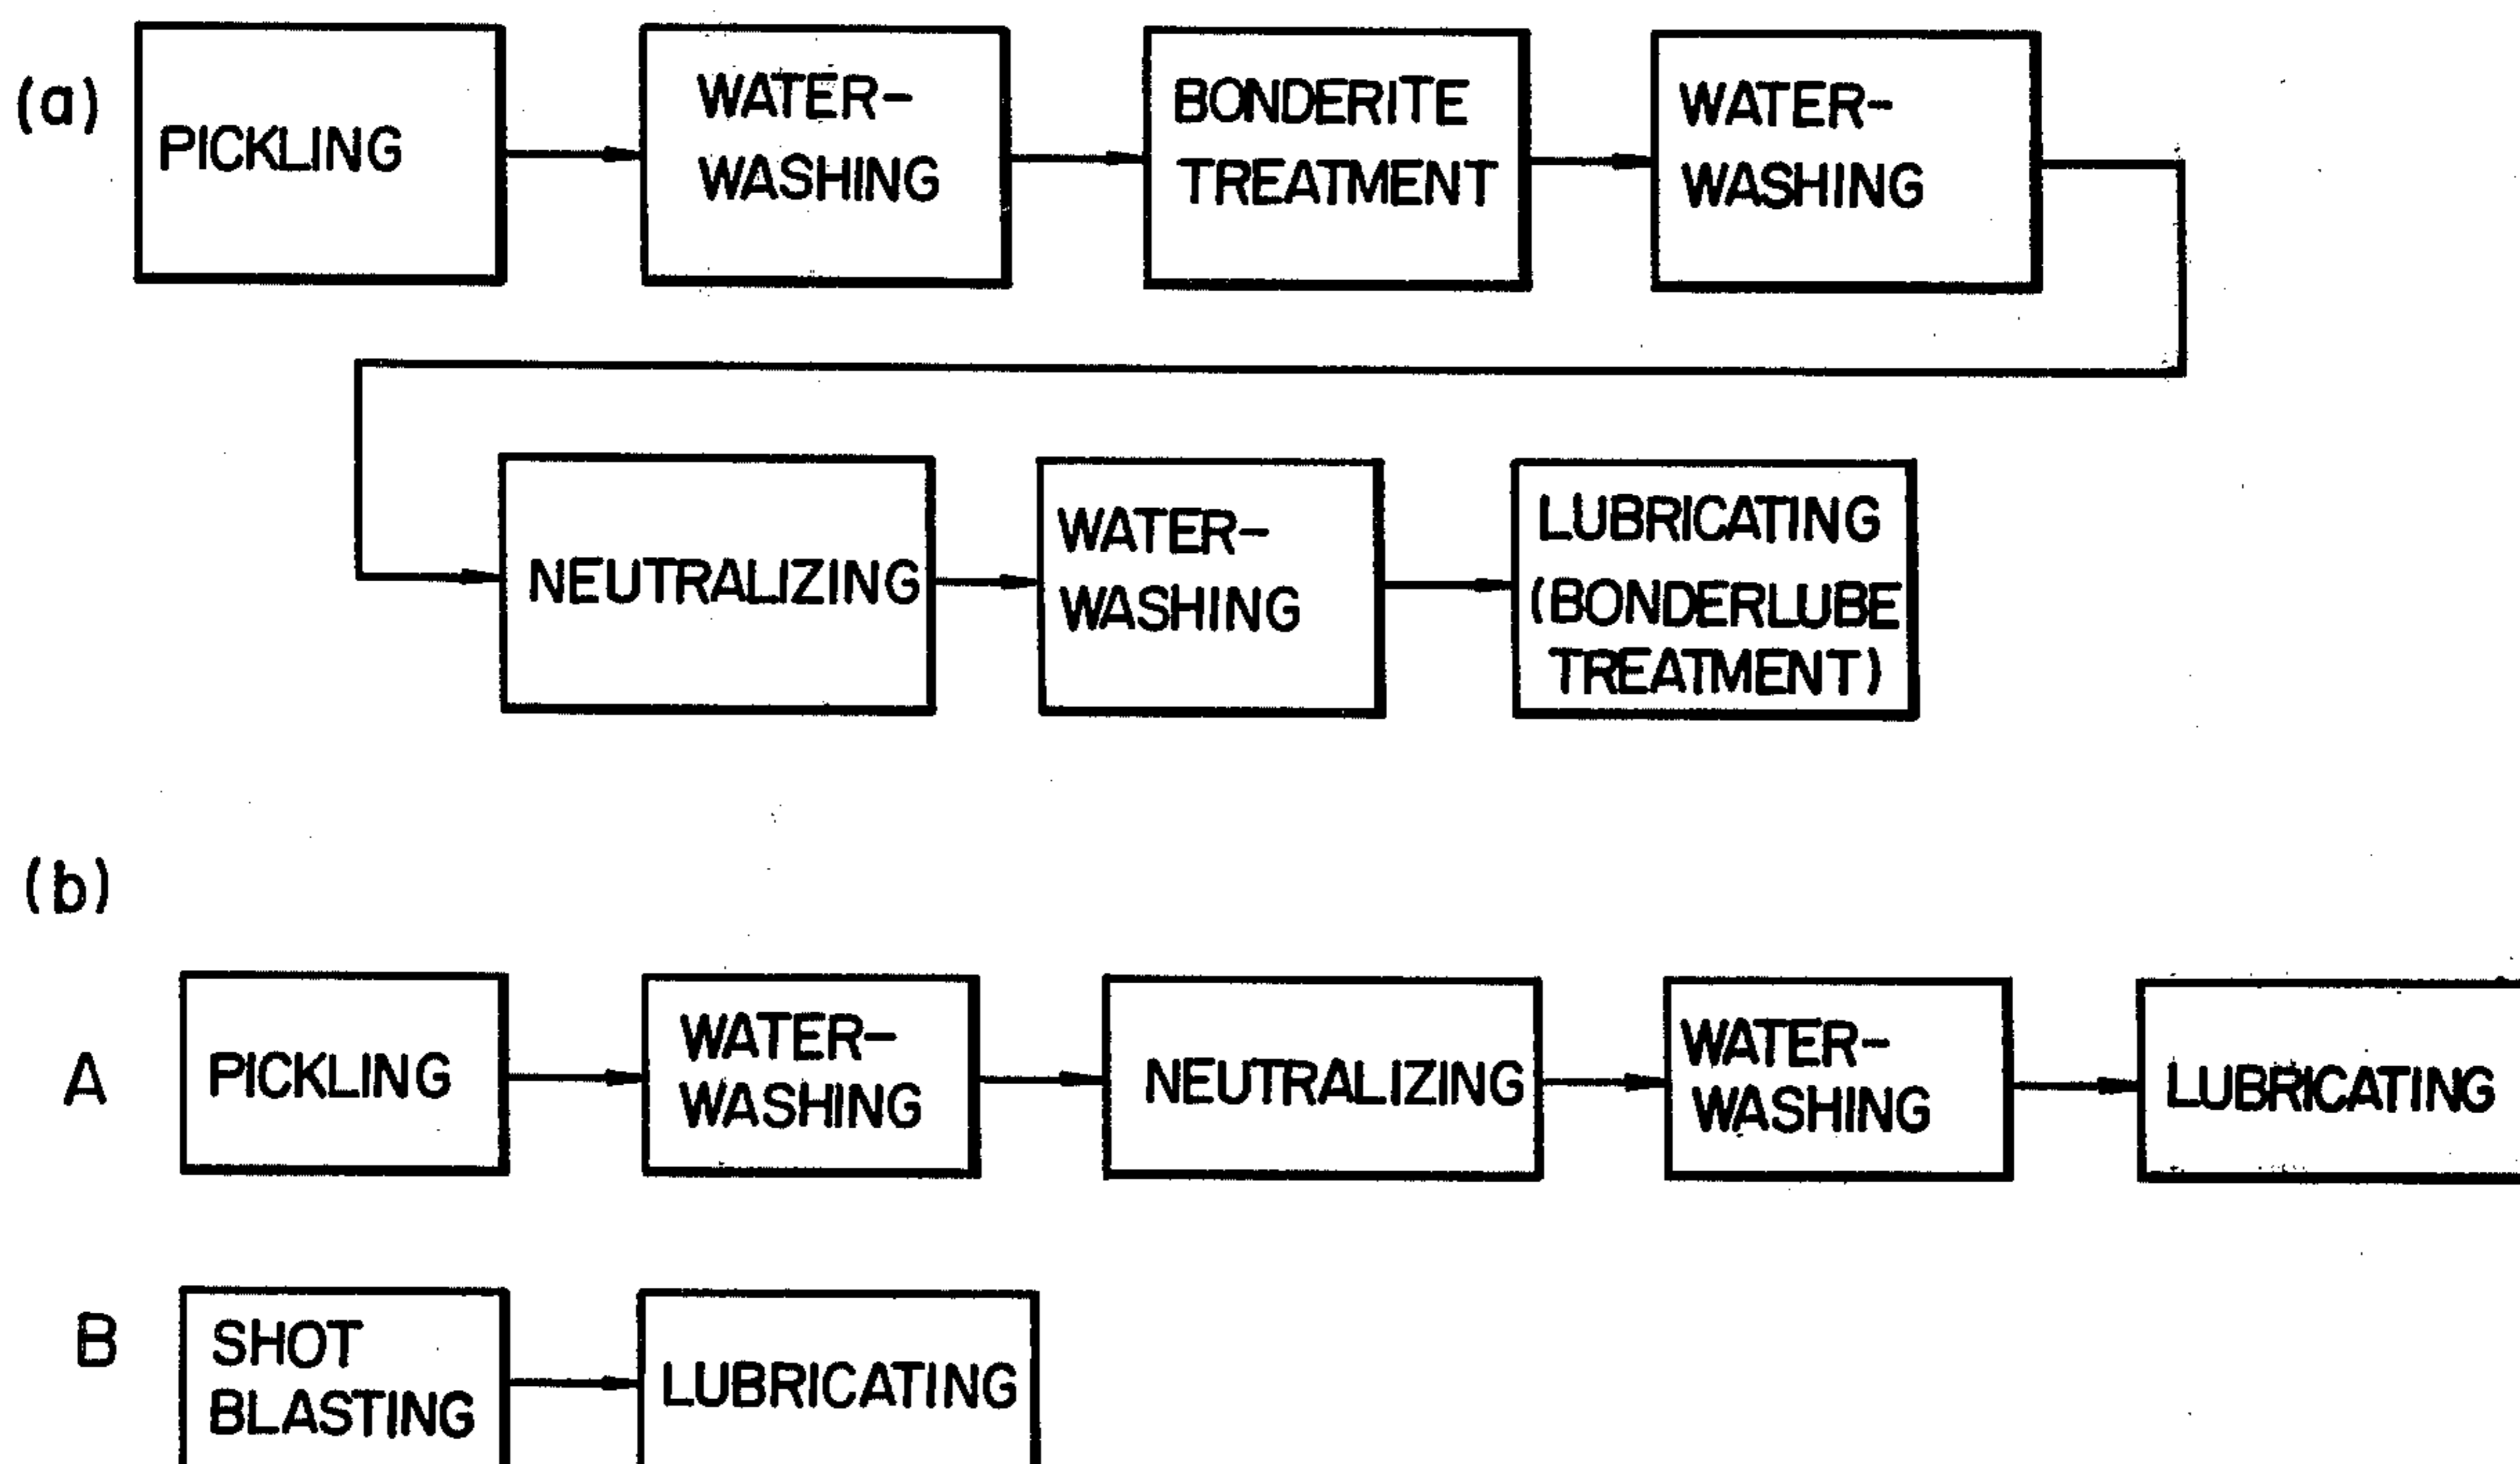 (a)
PICKLING
WATER-
WASHING
BONDERITE
TREATMENT
WATER-
WASHING
NEUTRALIZING
WATER-
WASHING
LUBRICATING
(BONDERLUBE
TREATMENT)
(b)
A
PICKLING
WATER-
WASHING
NEUTRALIZING
WATER-
WASHING
LUBRICATING
B
SHOT
BLASTING
LUBRICATING